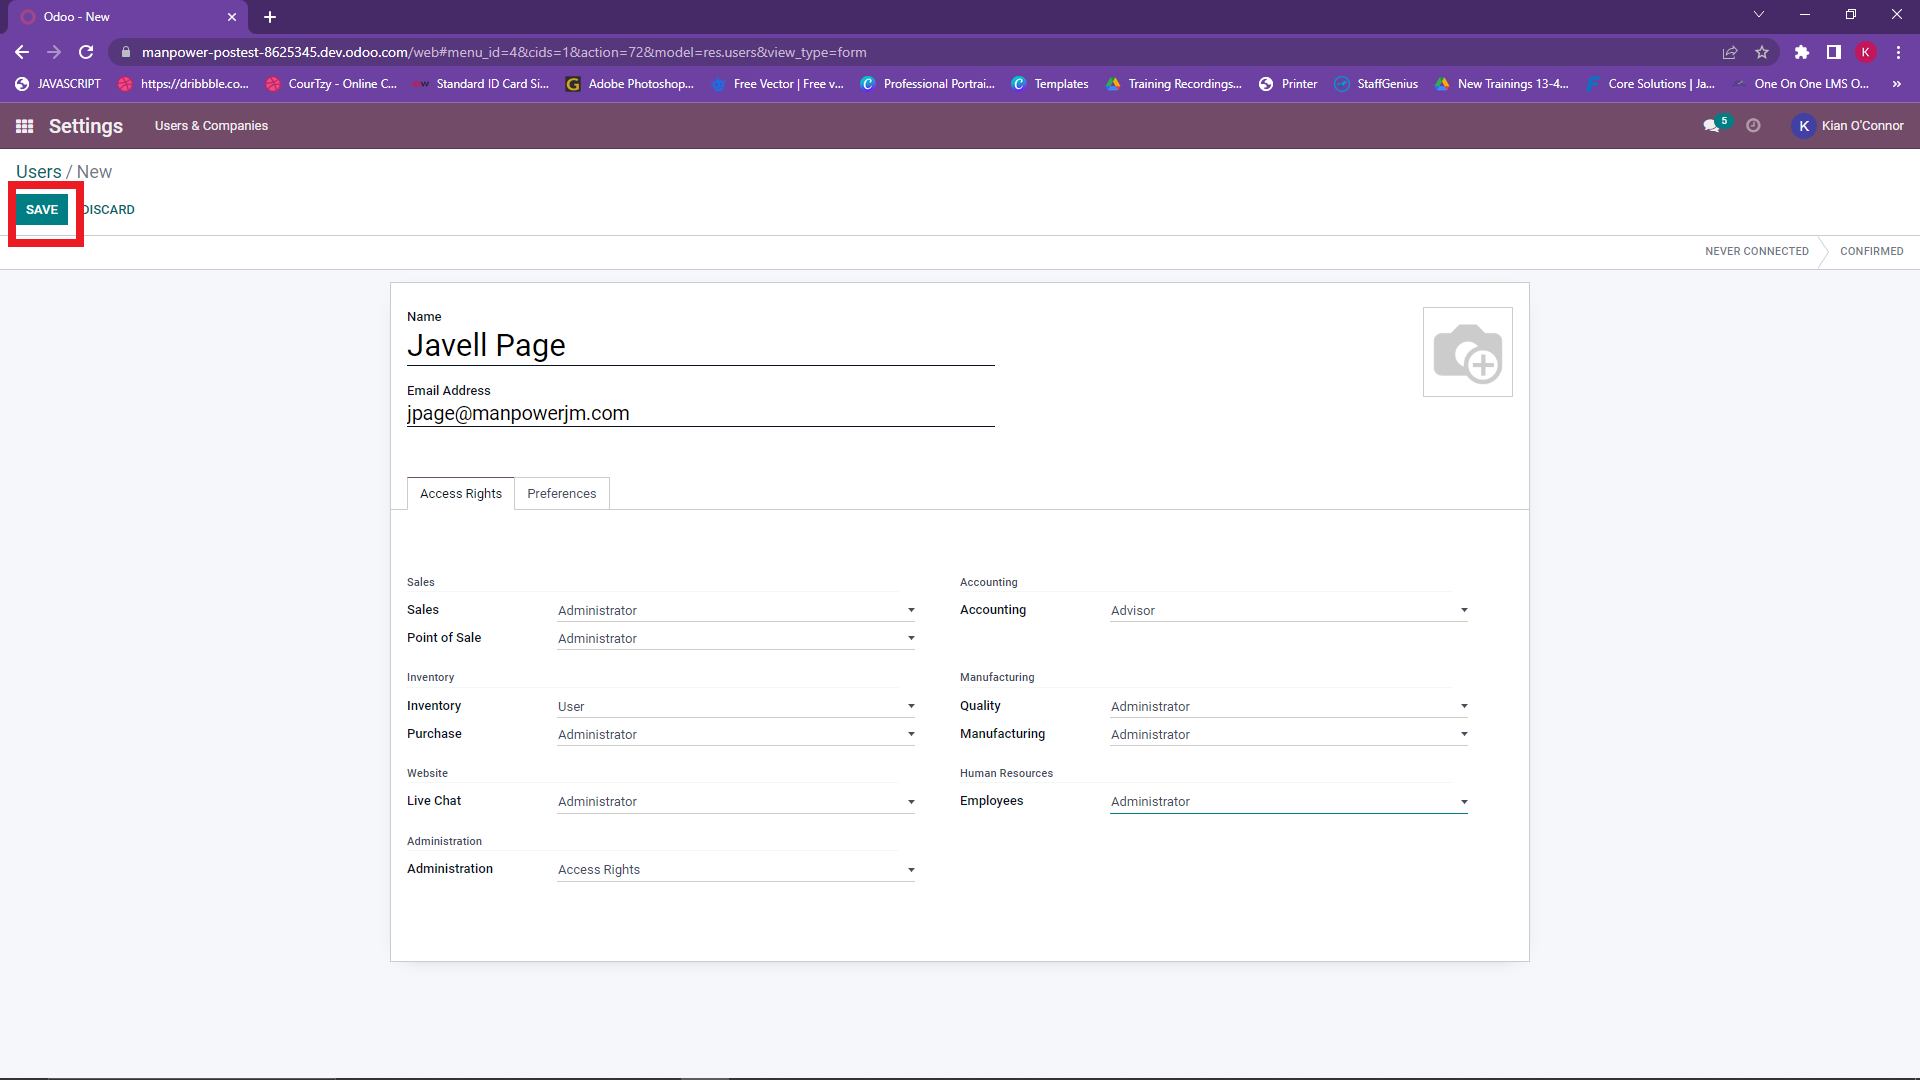 Odoo - New
manpower-postest-8625345.dev.odoo.com/web#menu_id=4&cids=1&action=72&model=res.users&view_type=form
K
JAVASCRIPT https://dribbble.co... CourTzy - Online C... Standard ID Card Si... Adobe Photoshop,... Free Vector | Free v... Professional Portrai... Templates Training Recordings... Printer StaffGenius New Trainings 13-4... Core Solutions | Ja... One On One LMS O... »
Settings Users & Companies 5 K Kian O'Connor
Users / New
SAVE DISCARD
NEVER CONNECTED CONFIRMED
Name
Javell Page
Email Address
jpage@manpowerjm.com
Access Rights Preferences
Sales Accounting
Sales Administrator Accounting Advisor
Point of Sale Administrator
Inventory Manufacturing
Inventory User Quality Administrator
Purchase Administrator Manufacturing Administrator
Website Human Resources
Live Chat Administrator Employees Administrator
Administration
Administration Access Rights